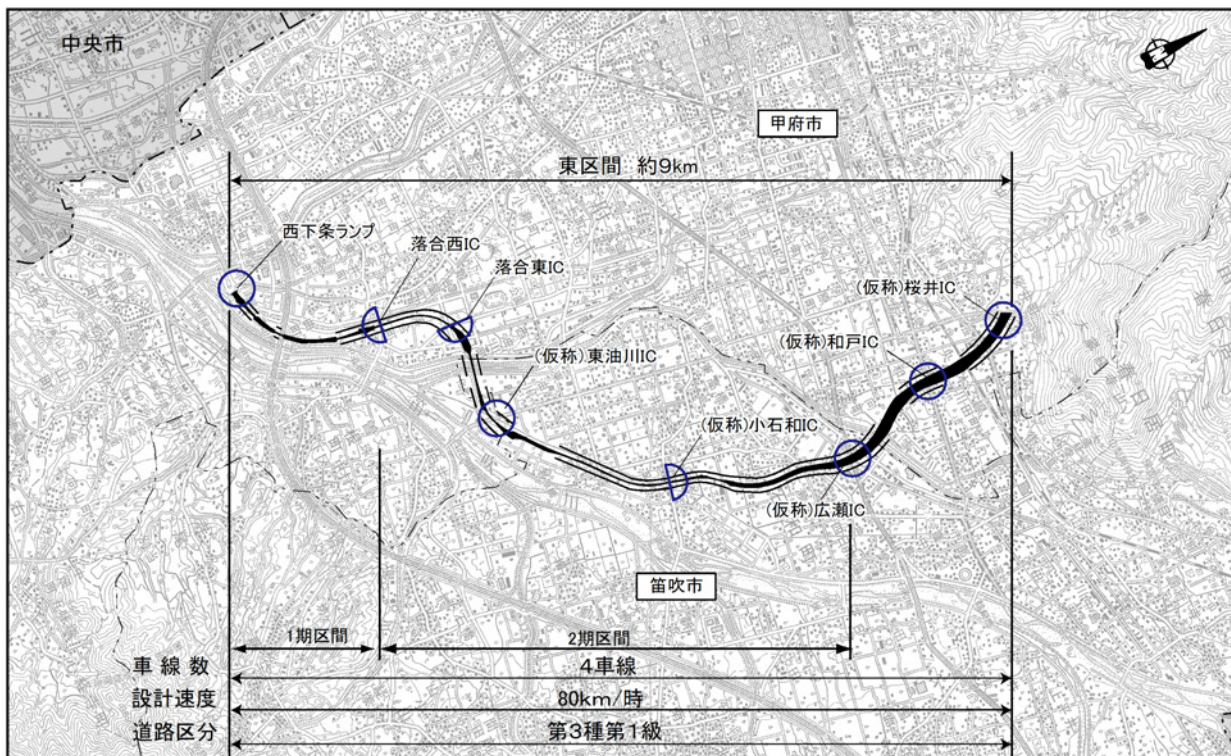 中央市
甲府市
東区間 約9km
西下条ランプ
落合西IC
落合東IC
(仮称)桜井IC
(仮称)和戸IC
(仮称)東油川IC
(仮称)小石和IC
(仮称)広瀬IC
笛吹市
1期区間
2期区間
車線数
4車線
設計速度
80km/時
道路区分
第3種第1級